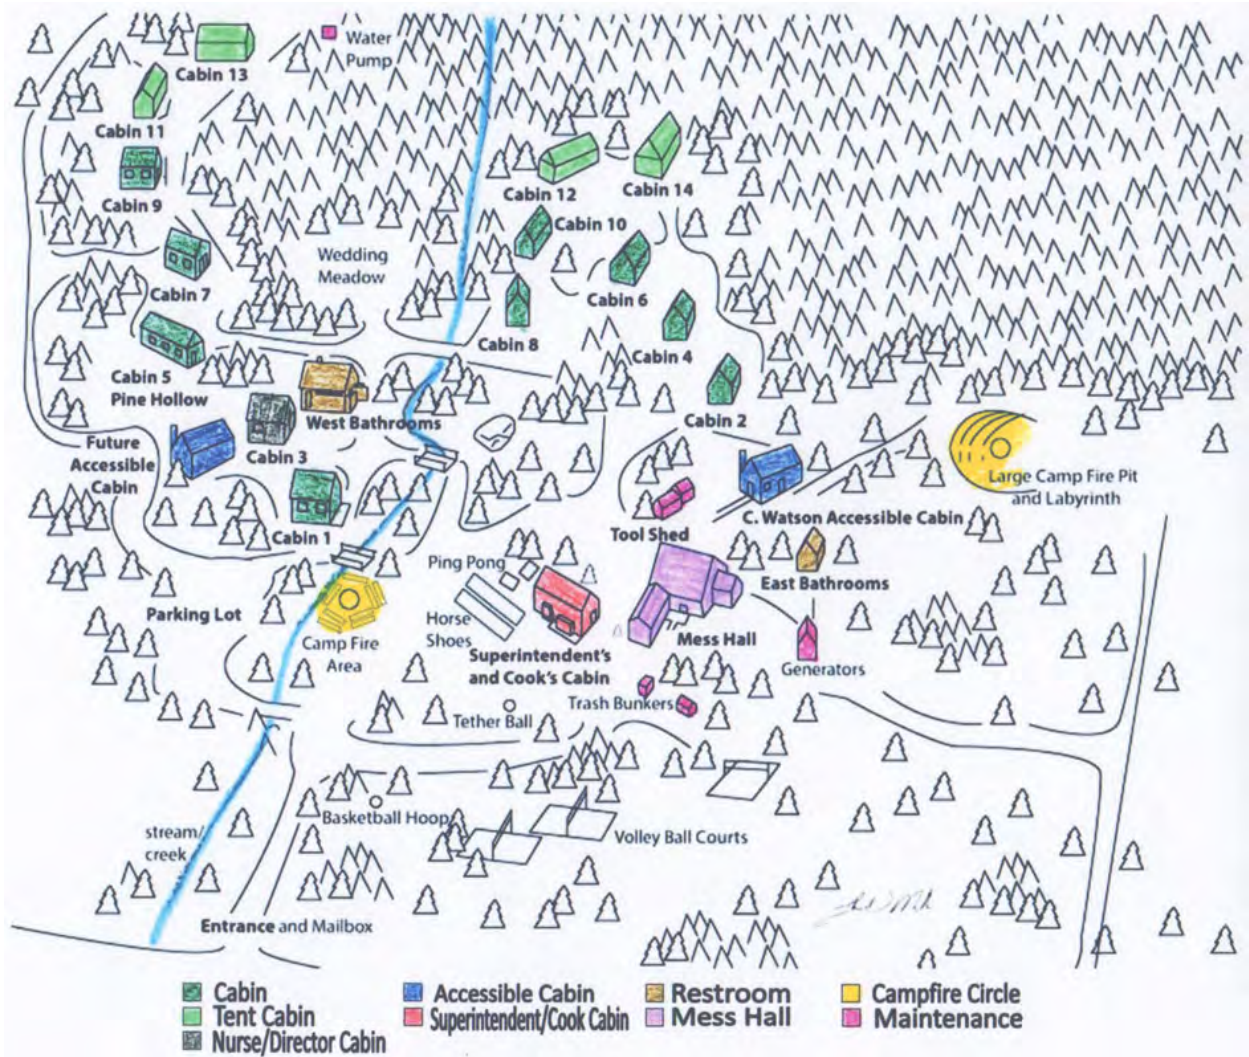 Water
Pump
Cabin 13
Cabin 11
Cabin 12
Cabin 14
Cabin 9
Cabin 10
Wedding
Meadow
Cabin 7
Cabin 6
Cabin 8
Cabin 4
Cabin 5
Pine Hollow
West Bathrooms
Cabin 2
Future
Accessible
Cabin
Cabin 3
Large Camp Fire Pit
and Labyrinth
C. Watson Accessible Cabin
Cabin 1
Tool Shed
Ping Pong
East Bathrooms
Parking Lot
Horse
Shoes
Camp Fire
Area
Mess Hall
Superintendent's
and Cook's Cabin
Generators
Trash Bunkers
Tether Ball
Basketball Hoop
Volley Ball Courts
stream/
creek
Entrance and Mailbox
Cabin
Tent Cabin
Nurse/Director Cabin
Accessible Cabin
Superintendent/Cook Cabin
Restroom
Mess Hall
Campfire Circle
Maintenance